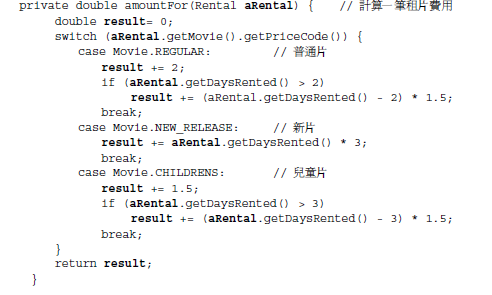 private double amountFor(Rental aRental) {    // 計算一筆租片費用
    double result= 0;
    switch (aRental.getMovie().getPriceCode()) {
        case Movie.REGULAR:         // 普通片
            result += 2;
            if (aRental.getDaysRented() > 2)
                result += (aRental.getDaysRented() - 2) * 1.5;
            break;
        case Movie.NEW_RELEASE:     // 新片
            result += aRental.getDaysRented() * 3;
            break;
        case Movie.CHILDRENS:       // 兒童片
            result += 1.5;
            if (aRental.getDaysRented() > 3)
                result += (aRental.getDaysRented() - 3) * 1.5;
            break;
    }
    return result;
}